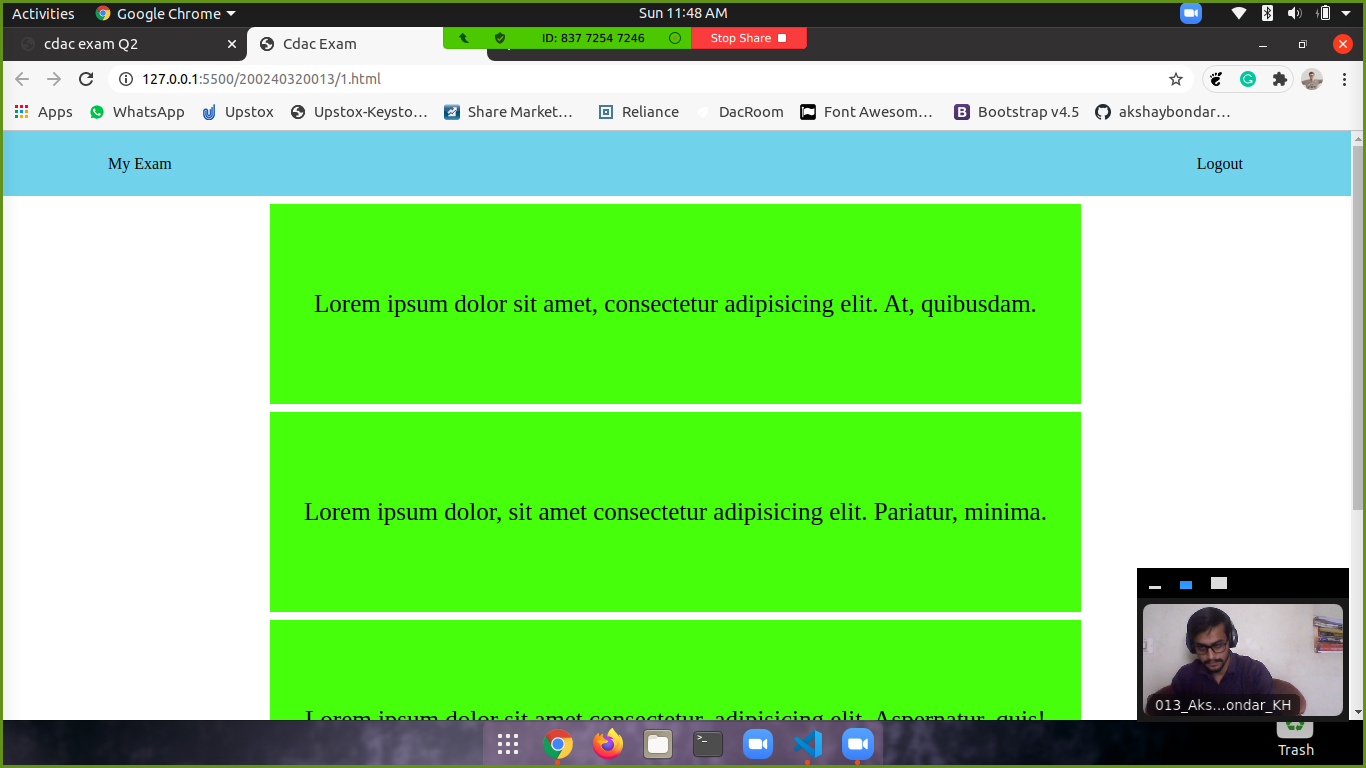 Activities Google Chrome Sun 11:48 AM
cdac exam Q2 Cdac Exam ID: 837 7254 7246 Stop Share
127.0.0.1:5500/200240320013/1.html
Apps WhatsApp Upstox Upstox-Keysto… Share Market… Reliance DacRoom Font Awesom… Bootstrap v4.5 akshaybondar…
My Exam Logout
Lorem ipsum dolor sit amet, consectetur adipisicing elit. At, quibusdam.
Lorem ipsum dolor, sit amet consectetur adipisicing elit. Pariatur, minima.
Lorem ipsum dolor sit amet consectetur, adipisicing elit. Aspernatur, quis!
013_Aks...ondar_KH
Trash